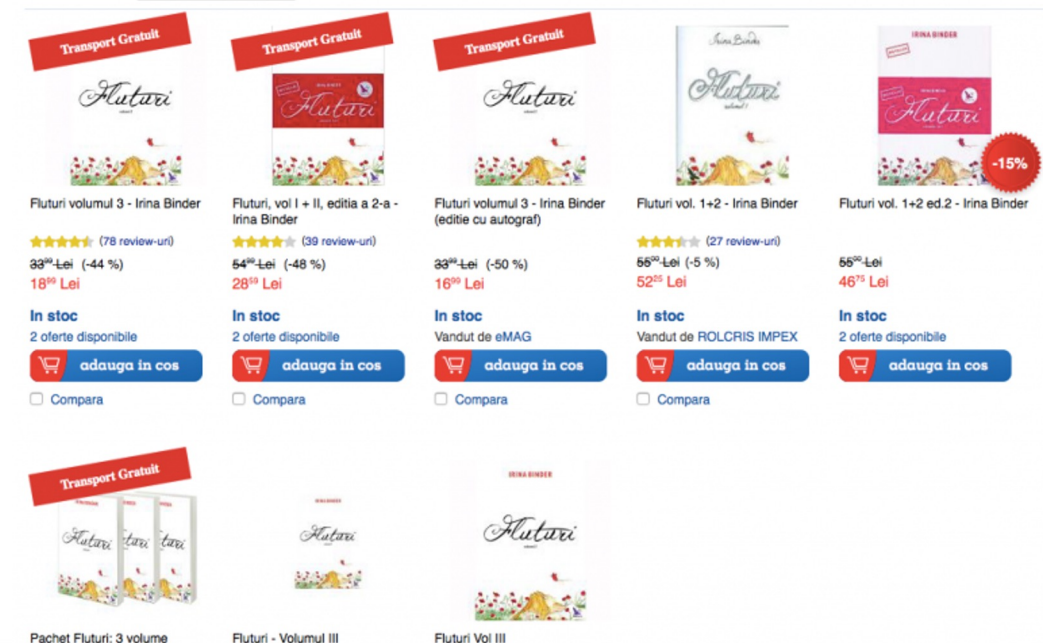 Transport Gratuit
Transport Gratuit
Transport Gratuit
Irina Binder
IRINA BINDER
Fluturi
Fluturi
Fluturi
Fluturi
Fluturi
-15%
Fluturi volumul 3 - Irina Binder
Fluturi, vol I + II, editia a 2-a -
Irina Binder
Fluturi volumul 3 - Irina Binder
(editie cu autograf)
Fluturi vol. 1+2 - Irina Binder
Fluturi vol. 1+2 ed.2 - Irina Binder
(78 review-uri)
(39 review-uri)
(27 review-uri)
33⁹⁹ Lei (-44 %)
54⁹⁹ Lei (-48 %)
33⁹⁹ Lei (-50 %)
55⁰⁰ Lei (-5 %)
55⁰⁰ Lei
18⁹⁹ Lei
28⁵⁹ Lei
16⁹⁹ Lei
52²⁵ Lei
46⁷⁵ Lei
In stoc
In stoc
In stoc
In stoc
In stoc
2 oferte disponibile
2 oferte disponibile
Vandut de eMAG
Vandut de ROLCRIS IMPEX
2 oferte disponibile
adauga in cos
adauga in cos
adauga in cos
adauga in cos
adauga in cos
Compara
Compara
Compara
Compara
Transport Gratuit
IRINA BINDER
IRINA BINDER
Fluturi
Fluturi
Fluturi
Pachet Fluturi: 3 volume
Fluturi - Volumul III
Fluturi Vol III